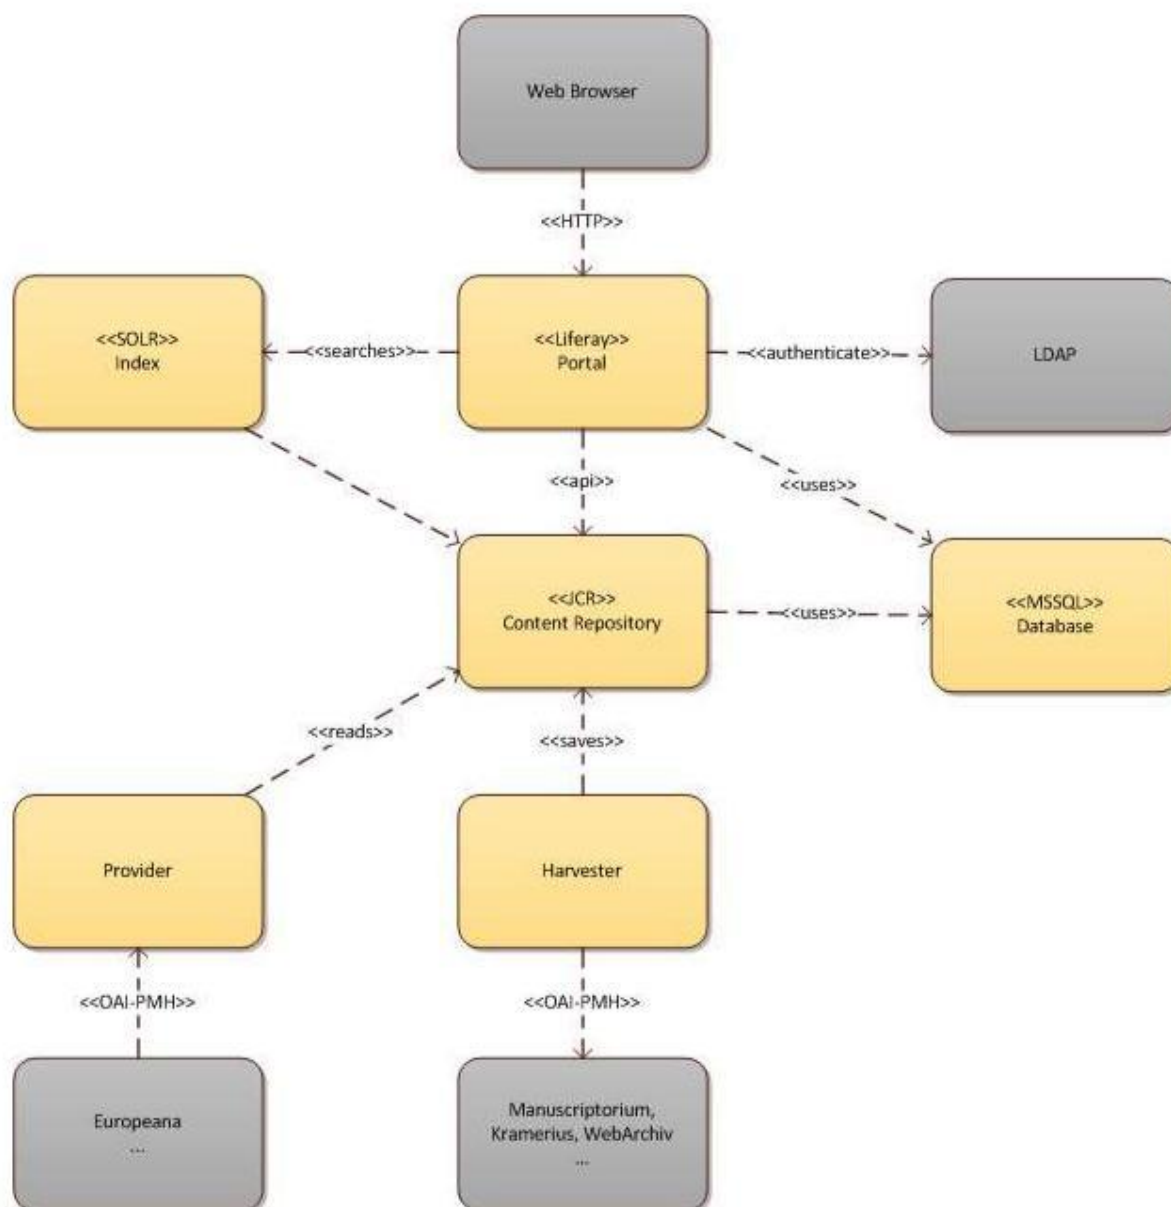 Web Browser
<<HTTP>>
<<SOLR>>
Index
<<searches>>
<<Liferay>>
Portal
<<authenticate>>
LDAP
<<api>>
<<uses>>
<<JCR>>
Content Repository
<<uses>>
<<MSSQL>>
Database
<<reads>>
<<saves>>
Provider
Harvester
<<OAI-PMH>>
<<OAI-PMH>>
Europeana
...
Manuscriptorium,
Kramerius, WebArchiv
...